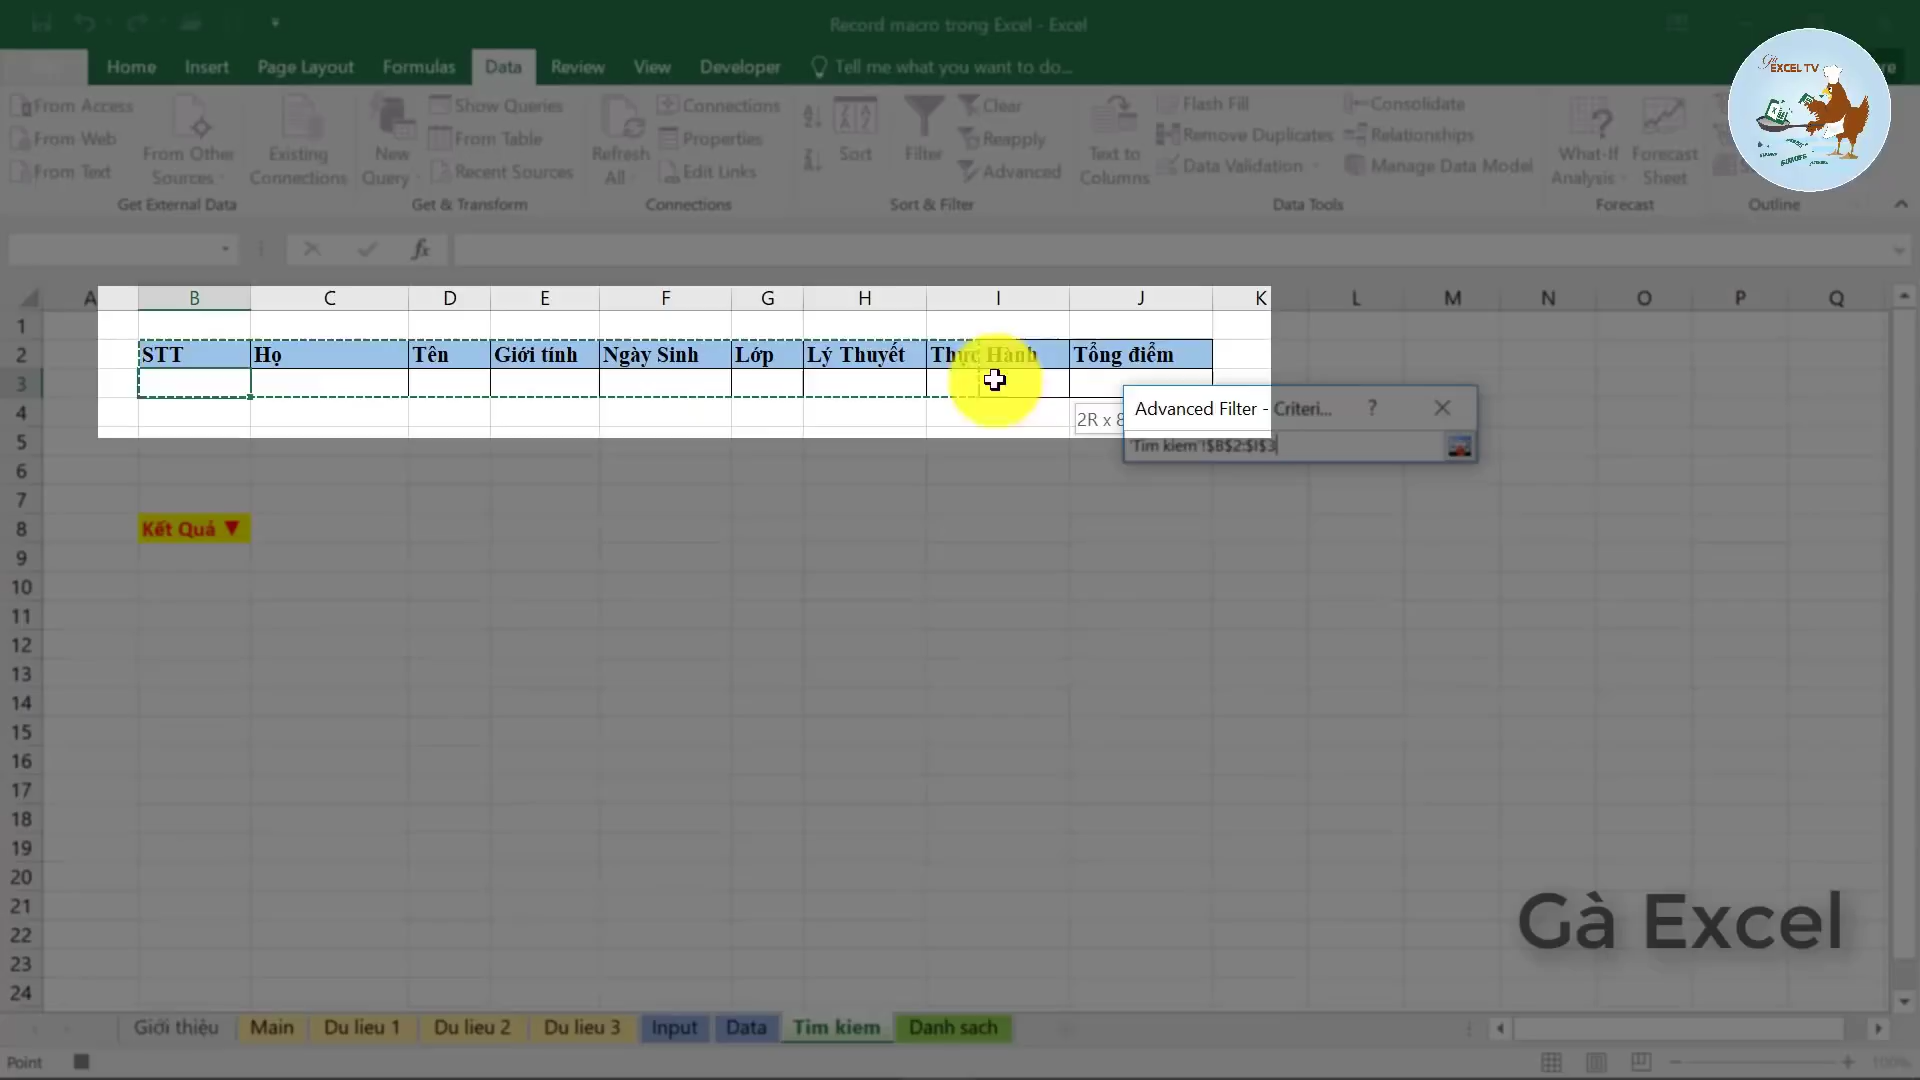 Record macro trong Excel - Excel
Home Insert Page Layout Formulas Data Review View Developer Tell me what you want to do...
From Access
From Web
From Text
From Other Sources
Existing Connections
Get External Data
New Query
Show Queries
From Table
Recent Sources
Get & Transform
Refresh All
Connections
Properties
Edit Links
Connections
Sort
Filter
Clear
Reapply
Advanced
Sort & Filter
Text to Columns
Flash Fill
Remove Duplicates
Data Validation
Consolidate
Relationships
Manage Data Model
Data Tools
What-If Analysis
Forecast Sheet
Forecast
Outline
Gà
EXCEL TV
fx
A B C D E F G H I J K L M N O P Q
1
2 STT Họ Tên Giới tính Ngày Sinh Lớp Lý Thuyết Thực Hành Tổng điểm
3
4 2R x 8
Advanced Filter - Criteri... ?
'Tim kiem'!$B$2:$I$3
5
6
7
8 Kết Quả ▼
9
10
11
12
13
14
15
16
17
18
19
20
21
22
23
24
Gà Excel
Giới thiệu Main Du lieu 1 Du lieu 2 Du lieu 3 Input Data Tim kiem Danh sach
Point 100%